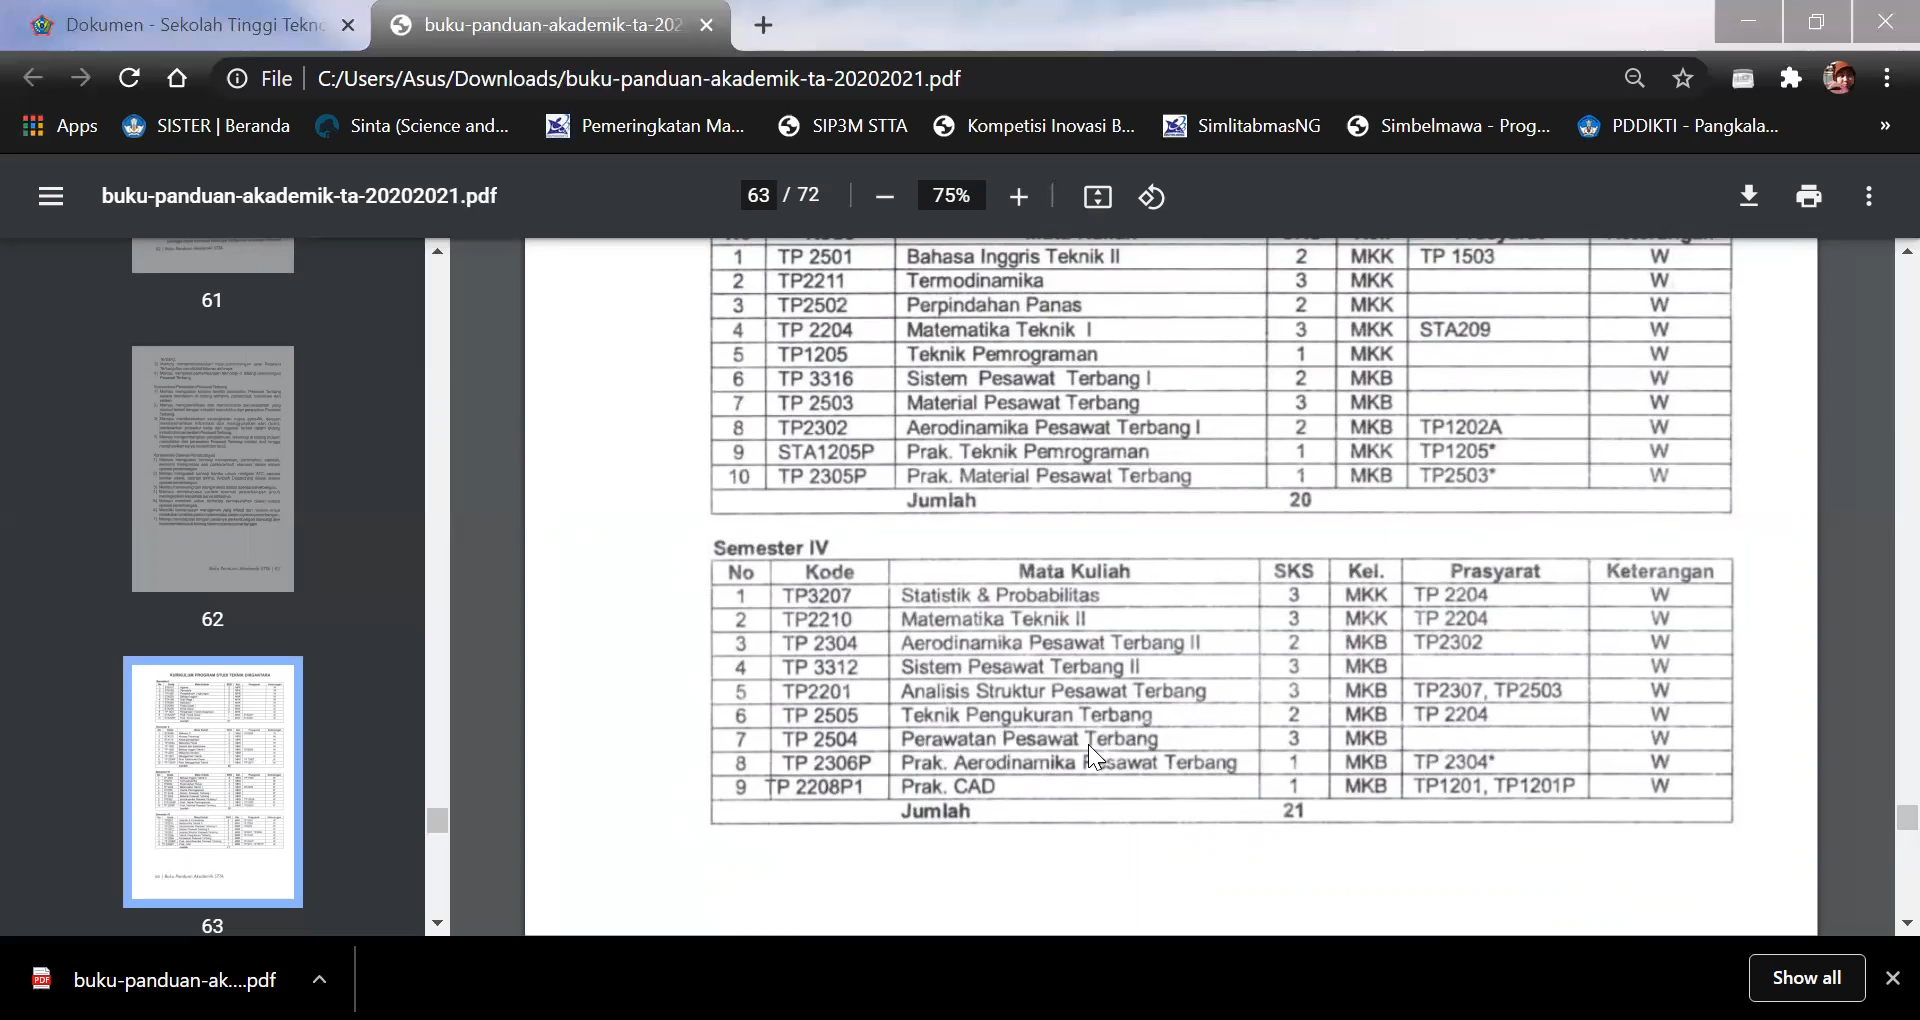 Dokumen - Sekolah Tinggi Tekno
buku-panduan-akademik-ta-202
File C:/Users/Asus/Downloads/buku-panduan-akademik-ta-20202021.pdf
Apps SISTER | Beranda Sinta (Science and... Pemeringkatan Ma... SIP3M STTA Kompetisi Inovasi B... SimlitabmasNG Simbelmawa - Prog... PDDIKTI - Pangkala... »
buku-panduan-akademik-ta-20202021.pdf 63 / 72 75%
61
62
KURIKULUM PROGRAM STUDI TEKNIK DIRGANTARA
63
1 TP 2501 Bahasa Inggris Teknik II 2 MKK TP 1503 W
2 TP2211 Termodinamika 3 MKK W
3 TP2502 Perpindahan Panas 2 MKK W
4 TP 2204 Matematika Teknik I 3 MKK STA209 W
5 TP1205 Teknik Pemrograman 1 MKK W
6 TP 3316 Sistem Pesawat Terbang I 2 MKB W
7 TP 2503 Material Pesawat Terbang 3 MKB W
8 TP2302 Aerodinamika Pesawat Terbang I 2 MKB TP1202A W
9 STA1205P Prak. Teknik Pemrograman 1 MKK TP1205* W
10 TP 2305P Prak. Material Pesawat Terbang 1 MKB TP2503* W
Jumlah 20
Semester IV
No Kode Mata Kuliah SKS Kel. Prasyarat Keterangan
1 TP3207 Statistik & Probabilitas 3 MKK TP 2204 W
2 TP2210 Matematika Teknik II 3 MKK TP 2204 W
3 TP 2304 Aerodinamika Pesawat Terbang II 2 MKB TP2302 W
4 TP 3312 Sistem Pesawat Terbang II 3 MKB W
5 TP2201 Analisis Struktur Pesawat Terbang 3 MKB TP2307, TP2503 W
6 TP 2505 Teknik Pengukuran Terbang 2 MKB TP 2204 W
7 TP 2504 Perawatan Pesawat Terbang 3 MKB W
8 TP 2306P Prak. Aerodinamika Pesawat Terbang 1 MKB TP 2304* W
9 TP 2208P1 Prak. CAD 1 MKB TP1201, TP1201P W
Jumlah 21
buku-panduan-ak....pdf
Show all